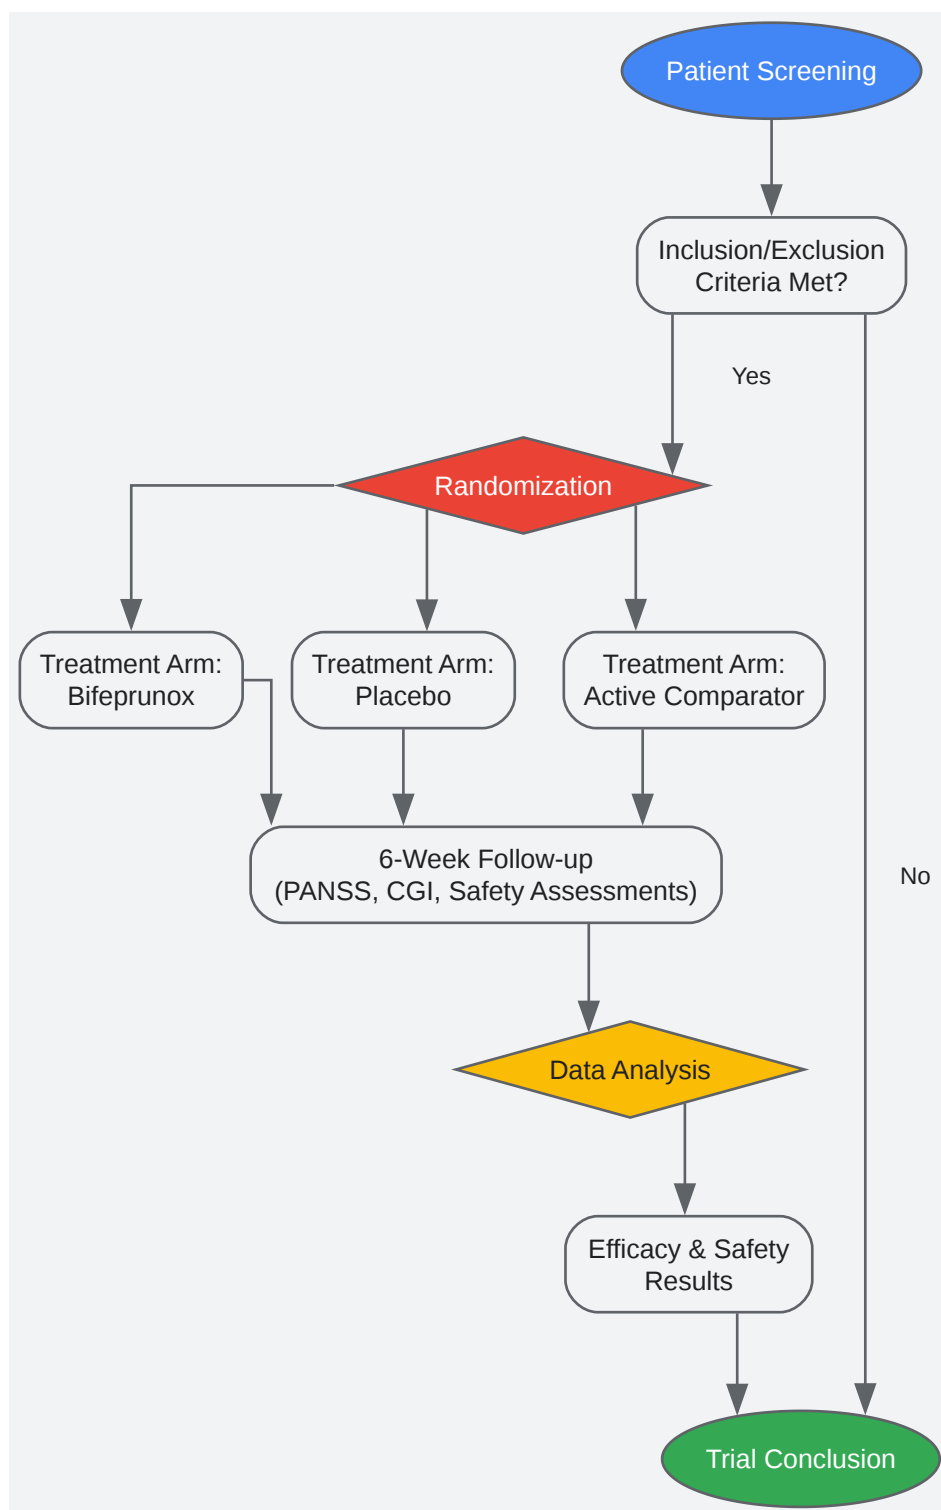 Patient Screening
Inclusion/Exclusion
Criteria Met?
Yes
Randomization
Treatment Arm:
Bifeprunox
Treatment Arm:
Placebo
Treatment Arm:
Active Comparator
6-Week Follow-up
(PANSS, CGI, Safety Assessments)
No
Data Analysis
Efficacy & Safety
Results
Trial Conclusion